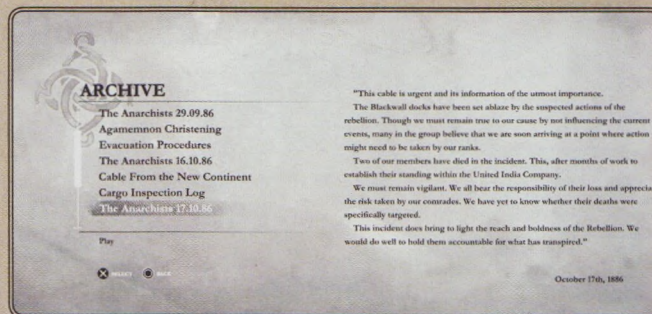 ARCHIVE
The Anarchists 29.09.86
Agamemnon Christening
Evacuation Procedures
The Anarchists 16.10.86
Cable From the New Continent
Cargo Inspection Log
The Anarchists 17.10.86
Play
SELECT BACK
"This cable is urgent and its information of the utmost importance.
The Blackwall docks have been set ablaze by the suspected actions of the
rebellion. Though we must remain true to our cause by not influencing the current
events, many in the group believe that we are soon arriving at a point where action
might need to be taken by our ranks.
Two of our members have died in the incident. This, after months of work to
establish their standing within the United India Company.
We must remain vigilant. We all bear the responsibility of their loss and apprecia
the risk taken by our comrades. We have yet to know whether their deaths were
specifically targeted.
This incident does bring to light the reach and boldness of the Rebellion. We
would do well to hold them accountable for what has transpired."
October 17th, 1886